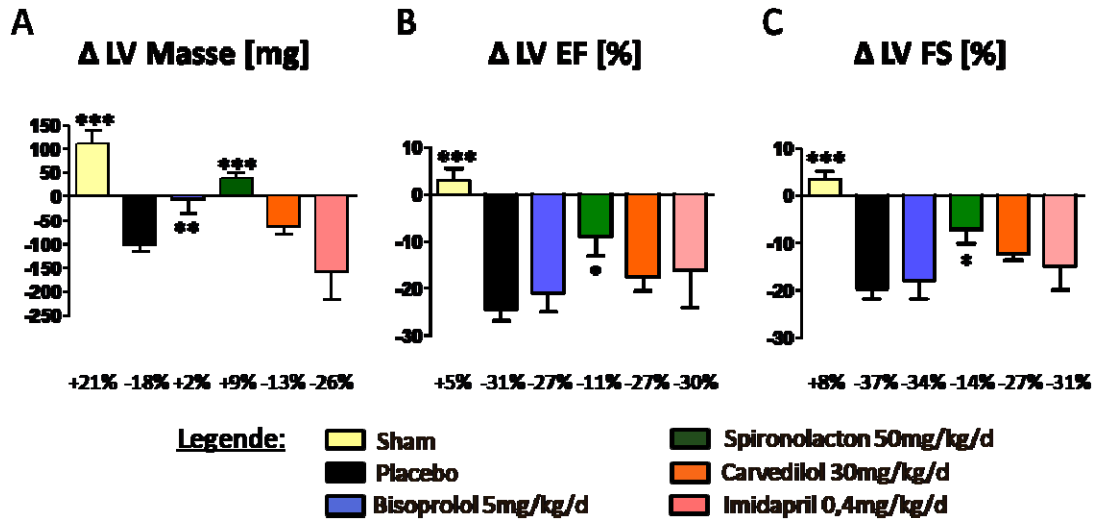 A
Δ LV Masse [mg]
150
100
50
0
-50
-100
-150
-200
-250
***
**
***
+21% -18% +2% +9% -13% -26%
B
Δ LV EF [%]
10
0
-10
-20
-30
***
*
+5% -31% -27% -11% -27% -30%
C
Δ LV FS [%]
10
0
-10
-20
-30
***
*
+8% -37% -34% -14% -27% -31%
Legende:
Sham
Placebo
Bisoprolol 5mg/kg/d
Spironolacton 50mg/kg/d
Carvedilol 30mg/kg/d
Imidapril 0,4mg/kg/d